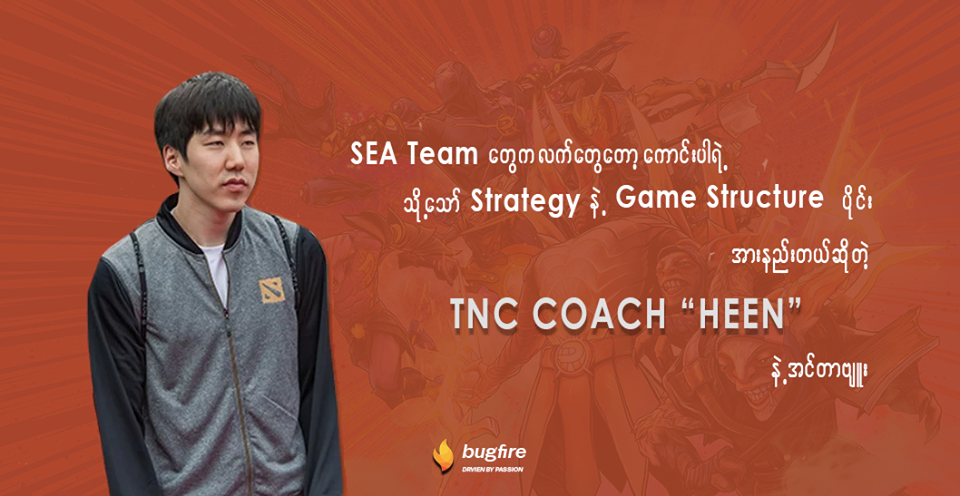 SEA Team တွေက လက်တွေတော့ ကောင်းပါရဲ့
သို့သော် Strategy နဲ့ Game Structure ပိုင်း
အားနည်းတယ်ဆိုတဲ့
TNC COACH “HEEN”
နဲ့အင်တာဗျူး
bugfire
DRVIEN BY PASSION